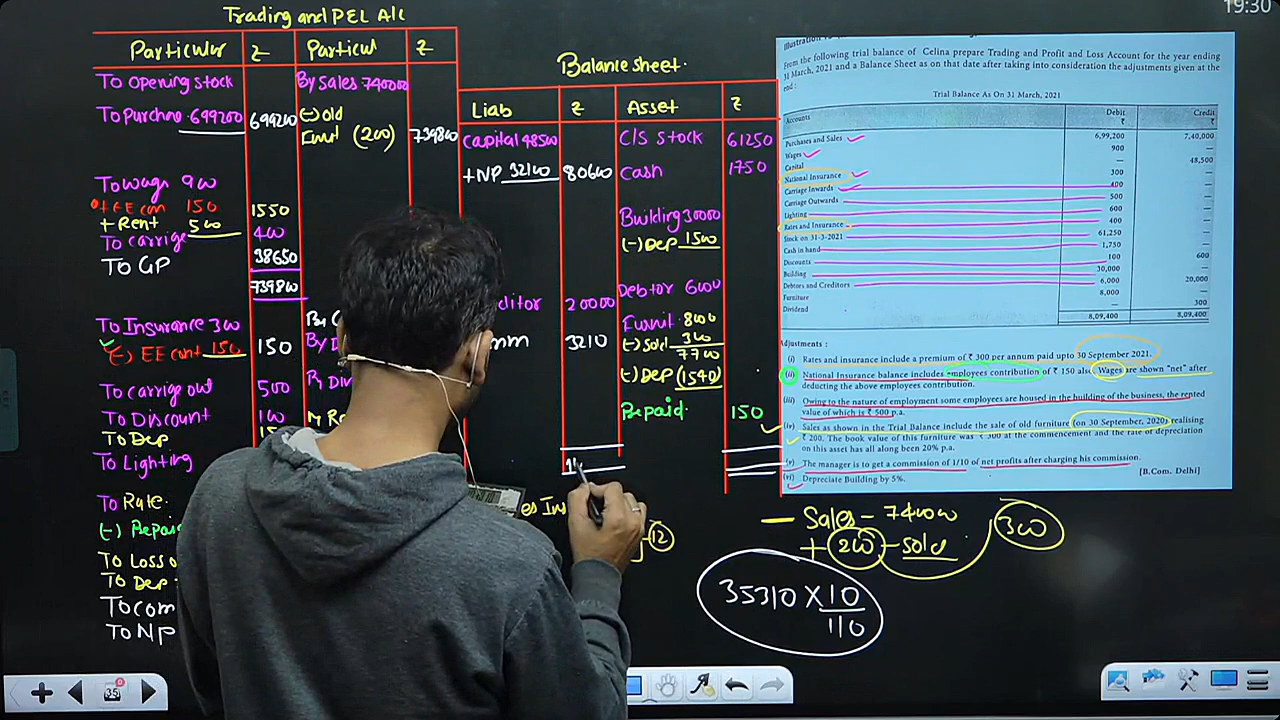 19:30
Trading and P&L A/c
Particular ₹ Particul ₹
To opening stock By Sales 740000
To purchase 699200 699200 (-) old
Furnit (200) 739800
To wags 900
+ EE con 150 1550
+ Rent 500
To carrige 400
To GP 38650
739800
To Insurance 300
(-) EE cont 150 150
To carriage out 500
To Discount 100
To Dep
To Lighting
To Rate
(-) Prepaid
To Loss o
To Dep
To com
To NP
Balance sheet
Liab ₹ Asset ₹
capital 48500 C/S stock 61250
+NP 32100 80600 cash 1750
Building 30000
(-) Dep 1500
ditor 20000 Debtor 6000
Furnit 8000
mm 3210 (-) Sold 300
7700
(-) Dep (1540)
Prepaid 150
es Ins
12
Sales - 740000
+ 200 - sold
300
35310 × 10
110
From the following trial balance of Celina prepare Trading and Profit and Loss Account for the year ending
31 March, 2021 and a Balance Sheet as on that date after taking into consideration the adjustments given at the
end :
Trial Balance As On 31 March, 2021
Accounts Debit ₹ Credit ₹
Purchases and Sales 6,99,200 7,40,000
Wages 900 —
Capital — 48,500
National Insurance 300 —
Carriage Inwards 400 —
Carriage Outwards 500 —
Lighting 600 —
Rates and Insurance 400 —
Stock on 31-3-2021 61,250 —
Cash in hand 1,750 —
Discounts 100 600
Building 30,000 —
Debtors and Creditors 6,000 20,000
Furniture 8,000 —
Dividend — 300
8,09,400 8,09,400
Adjustments :
(i) Rates and insurance include a premium of ₹ 300 per annum paid upto 30 September 2021.
(ii) National Insurance balance includes employees contribution of ₹ 150 also Wages are shown "net" after
deducting the above employees contribution.
(iii) Owing to the nature of employment some employees are housed in the building of the business, the rented
value of which is ₹ 500 p.a.
(iv) Sales as shown in the Trial Balance include the sale of old furniture (on 30 September, 2020) realising
₹ 200. The book value of this furniture was ₹ 300 at the commencement and the rate of depreciation
on this asset has all along been 20% p.a.
(v) The manager is to get a commission of 1/10 of net profits after charging his commission.
(vi) Depreciate Building by 5%.
[B.Com. Delhi]
35